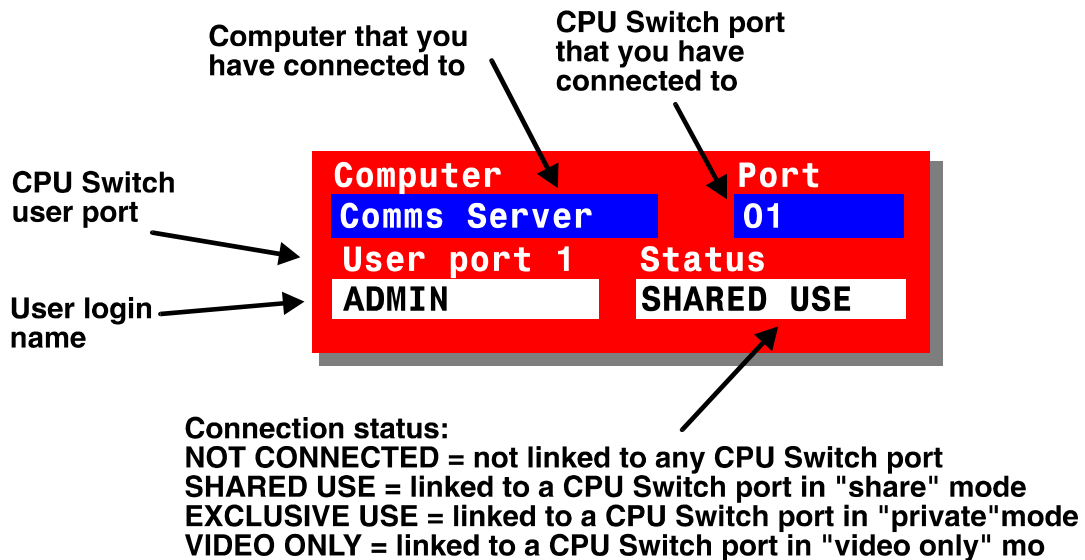 Computer that you
have connected to
CPU Switch port
that you have
connected to
CPU Switch
user port
User login
name
Computer
Port
Comms Server
01
User port 1
Status
ADMIN
SHARED USE
Connection status:
NOT CONNECTED = not linked to any CPU Switch port
SHARED USE = linked to a CPU Switch port in "share" mode
EXCLUSIVE USE = linked to a CPU Switch port in "private"mode
VIDEO ONLY = linked to a CPU Switch port in "video only" mo